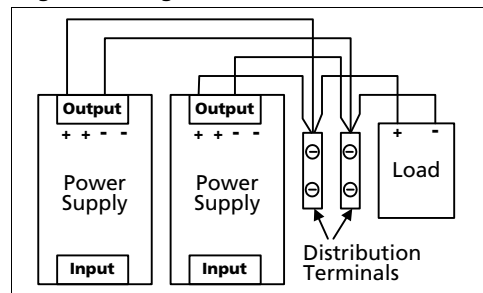 Output
+ + - -
Power
Supply
Input
Output
+ + - -
Power
Supply
Input
+ -
Load
Distribution
Terminals